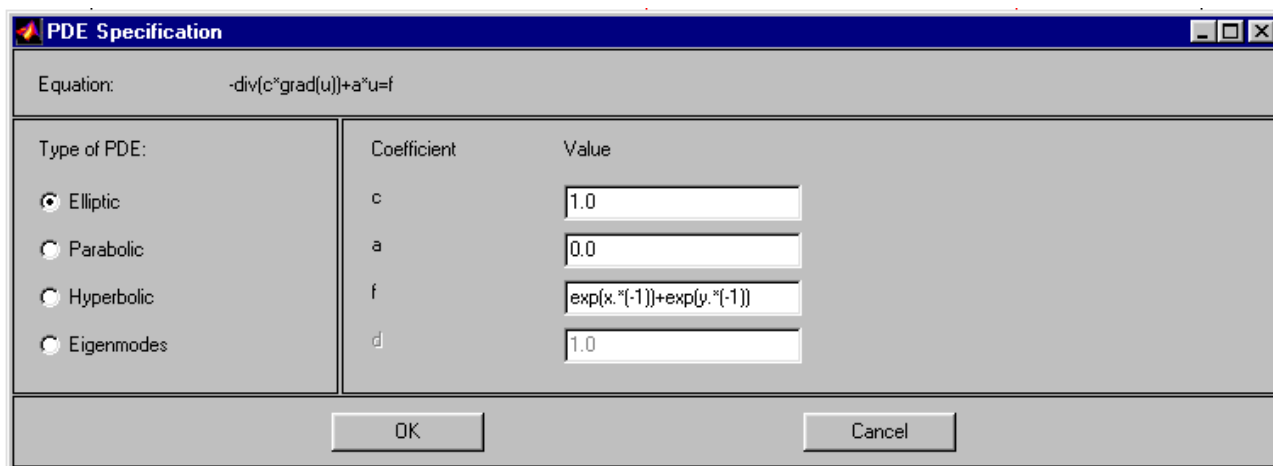 PDE Specification
Equation: -div(c*grad(u))+a*u=f
Type of PDE: Coefficient Value
Elliptic c 1.0
Parabolic a 0.0
Hyperbolic f exp(x.*(-1))+exp(y.*(-1))
Eigenmodes d 1.0
OK Cancel